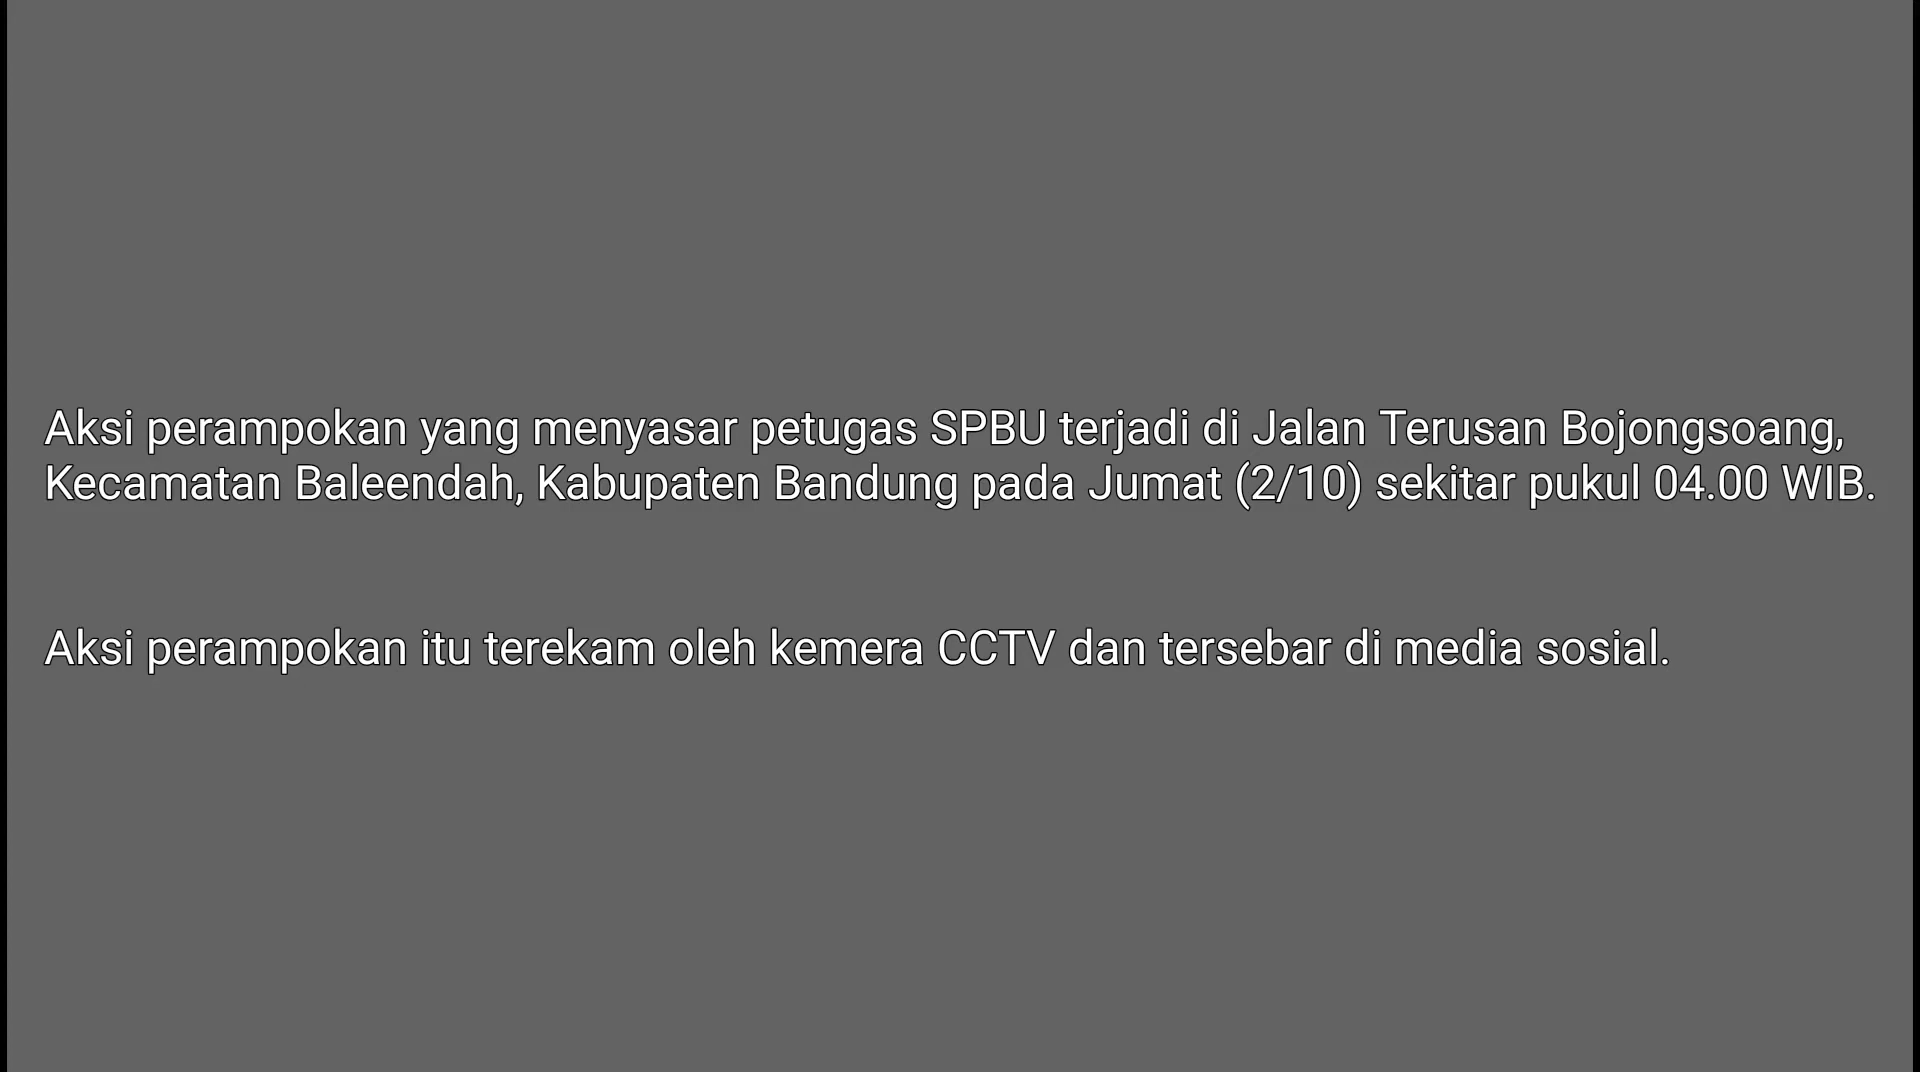 Aksi perampokan yang menyasar petugas SPBU terjadi di Jalan Terusan Bojongsoang,
Kecamatan Baleendah, Kabupaten Bandung pada Jumat (2/10) sekitar pukul 04.00 WIB.
Aksi perampokan itu terekam oleh kemera CCTV dan tersebar di media sosial.